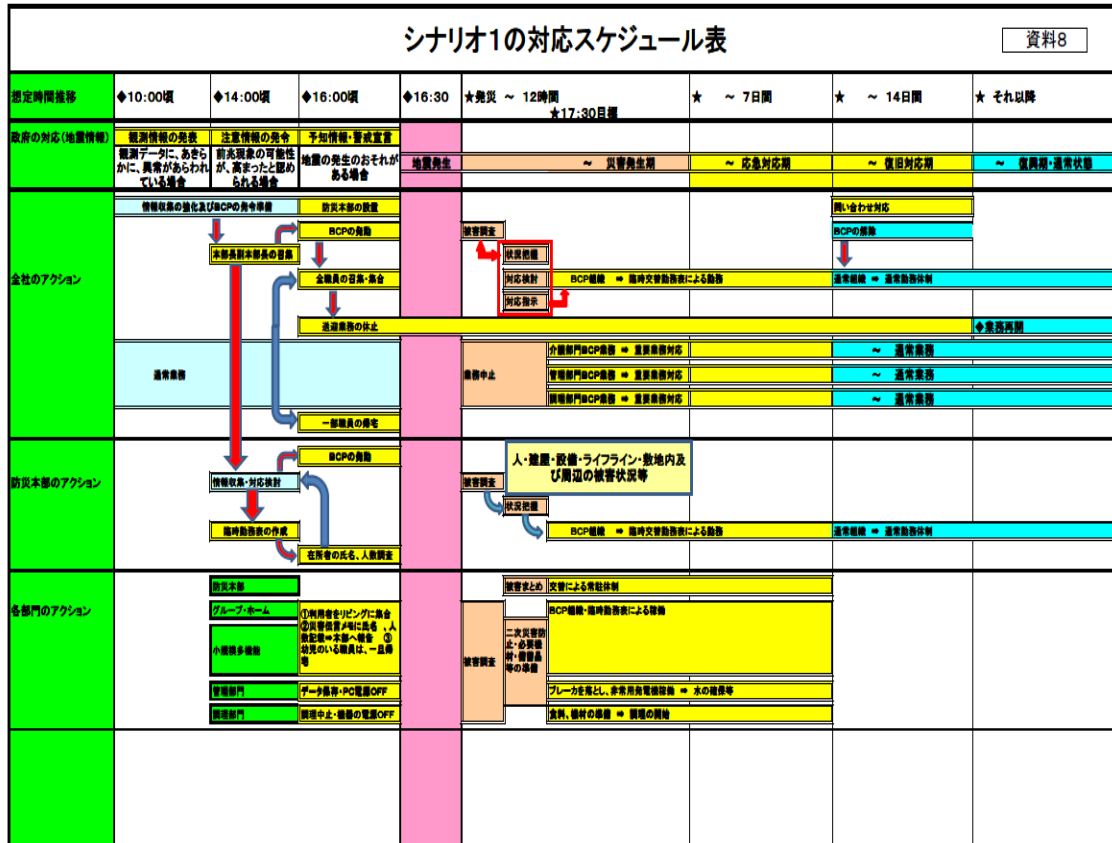 シナリオ1の対応スケジュール表
資料8
想定時間推移
◆10:00頃
◆14:00頃
◆16:00頃
◆16:30
★発災 ～ 12時間
★17:30目標
★ ～ 7日間
★ ～ 14日間
★ それ以降
政府の対応(地震情報)
観測情報の発表
注意情報の発令
予知情報・警戒宣言
観測データに、あきら
かに、異常があらわれ
ている場合
前兆現象の可能性
が、高まったと認め
られる場合
地震の発生のおそれが
ある場合
地震発生
～ 災害発生期
～ 応急対応期
～ 復旧対応期
～ 復興期・通常状態
全社のアクション
情報収集の強化及びBCPの発令準備
防災本部の設置
問い合わせ対応
BCPの発動
被害調査
BCPの解除
本部長副本部長の召集
状況把握
全職員の召集・集合
対応検討
BCP組織 ⇒ 臨時交替勤務表による勤務
通常組織 ⇒ 通常勤務体制
対応指示
送迎業務の休止
◆業務再開
通常業務
業務中止
介護部門BCP業務 ⇒ 重要業務対応
～ 通常業務
管理部門BCP業務 ⇒ 重要業務対応
～ 通常業務
調理部門BCP業務 ⇒ 重要業務対応
～ 通常業務
一部職員の帰宅
防災本部のアクション
BCPの発動
人・建屋・設備・ライフライン・敷地内及
び周辺の被害状況等
情報収集・対応検討
被害調査
状況把握
臨時勤務表の作成
BCP組織 ⇒ 臨時交替勤務表による勤務
通常組織 ⇒ 通常勤務体制
在所者の氏名、人数調査
各部門のアクション
防災本部
被害まとめ
交替による常駐体制
グループ・ホーム
小規模多機能
①利用者をリビングに集合
②災害伝言メモに氏名 、人
数記載⇒本部へ報告 ③
幼児のいる職員は、一旦帰
宅
被害調査
二次災害防
止・必要機
材・備蓄品
等の準備
BCP組織・臨時勤務表による稼働
管理部門
データ保存・PC電源OFF
ブレーカを落とし、非常用発電機稼働 ⇒ 水の確保等
調理部門
調理中止・機器の電源OFF
食料、機材の準備 ⇒ 調理の開始